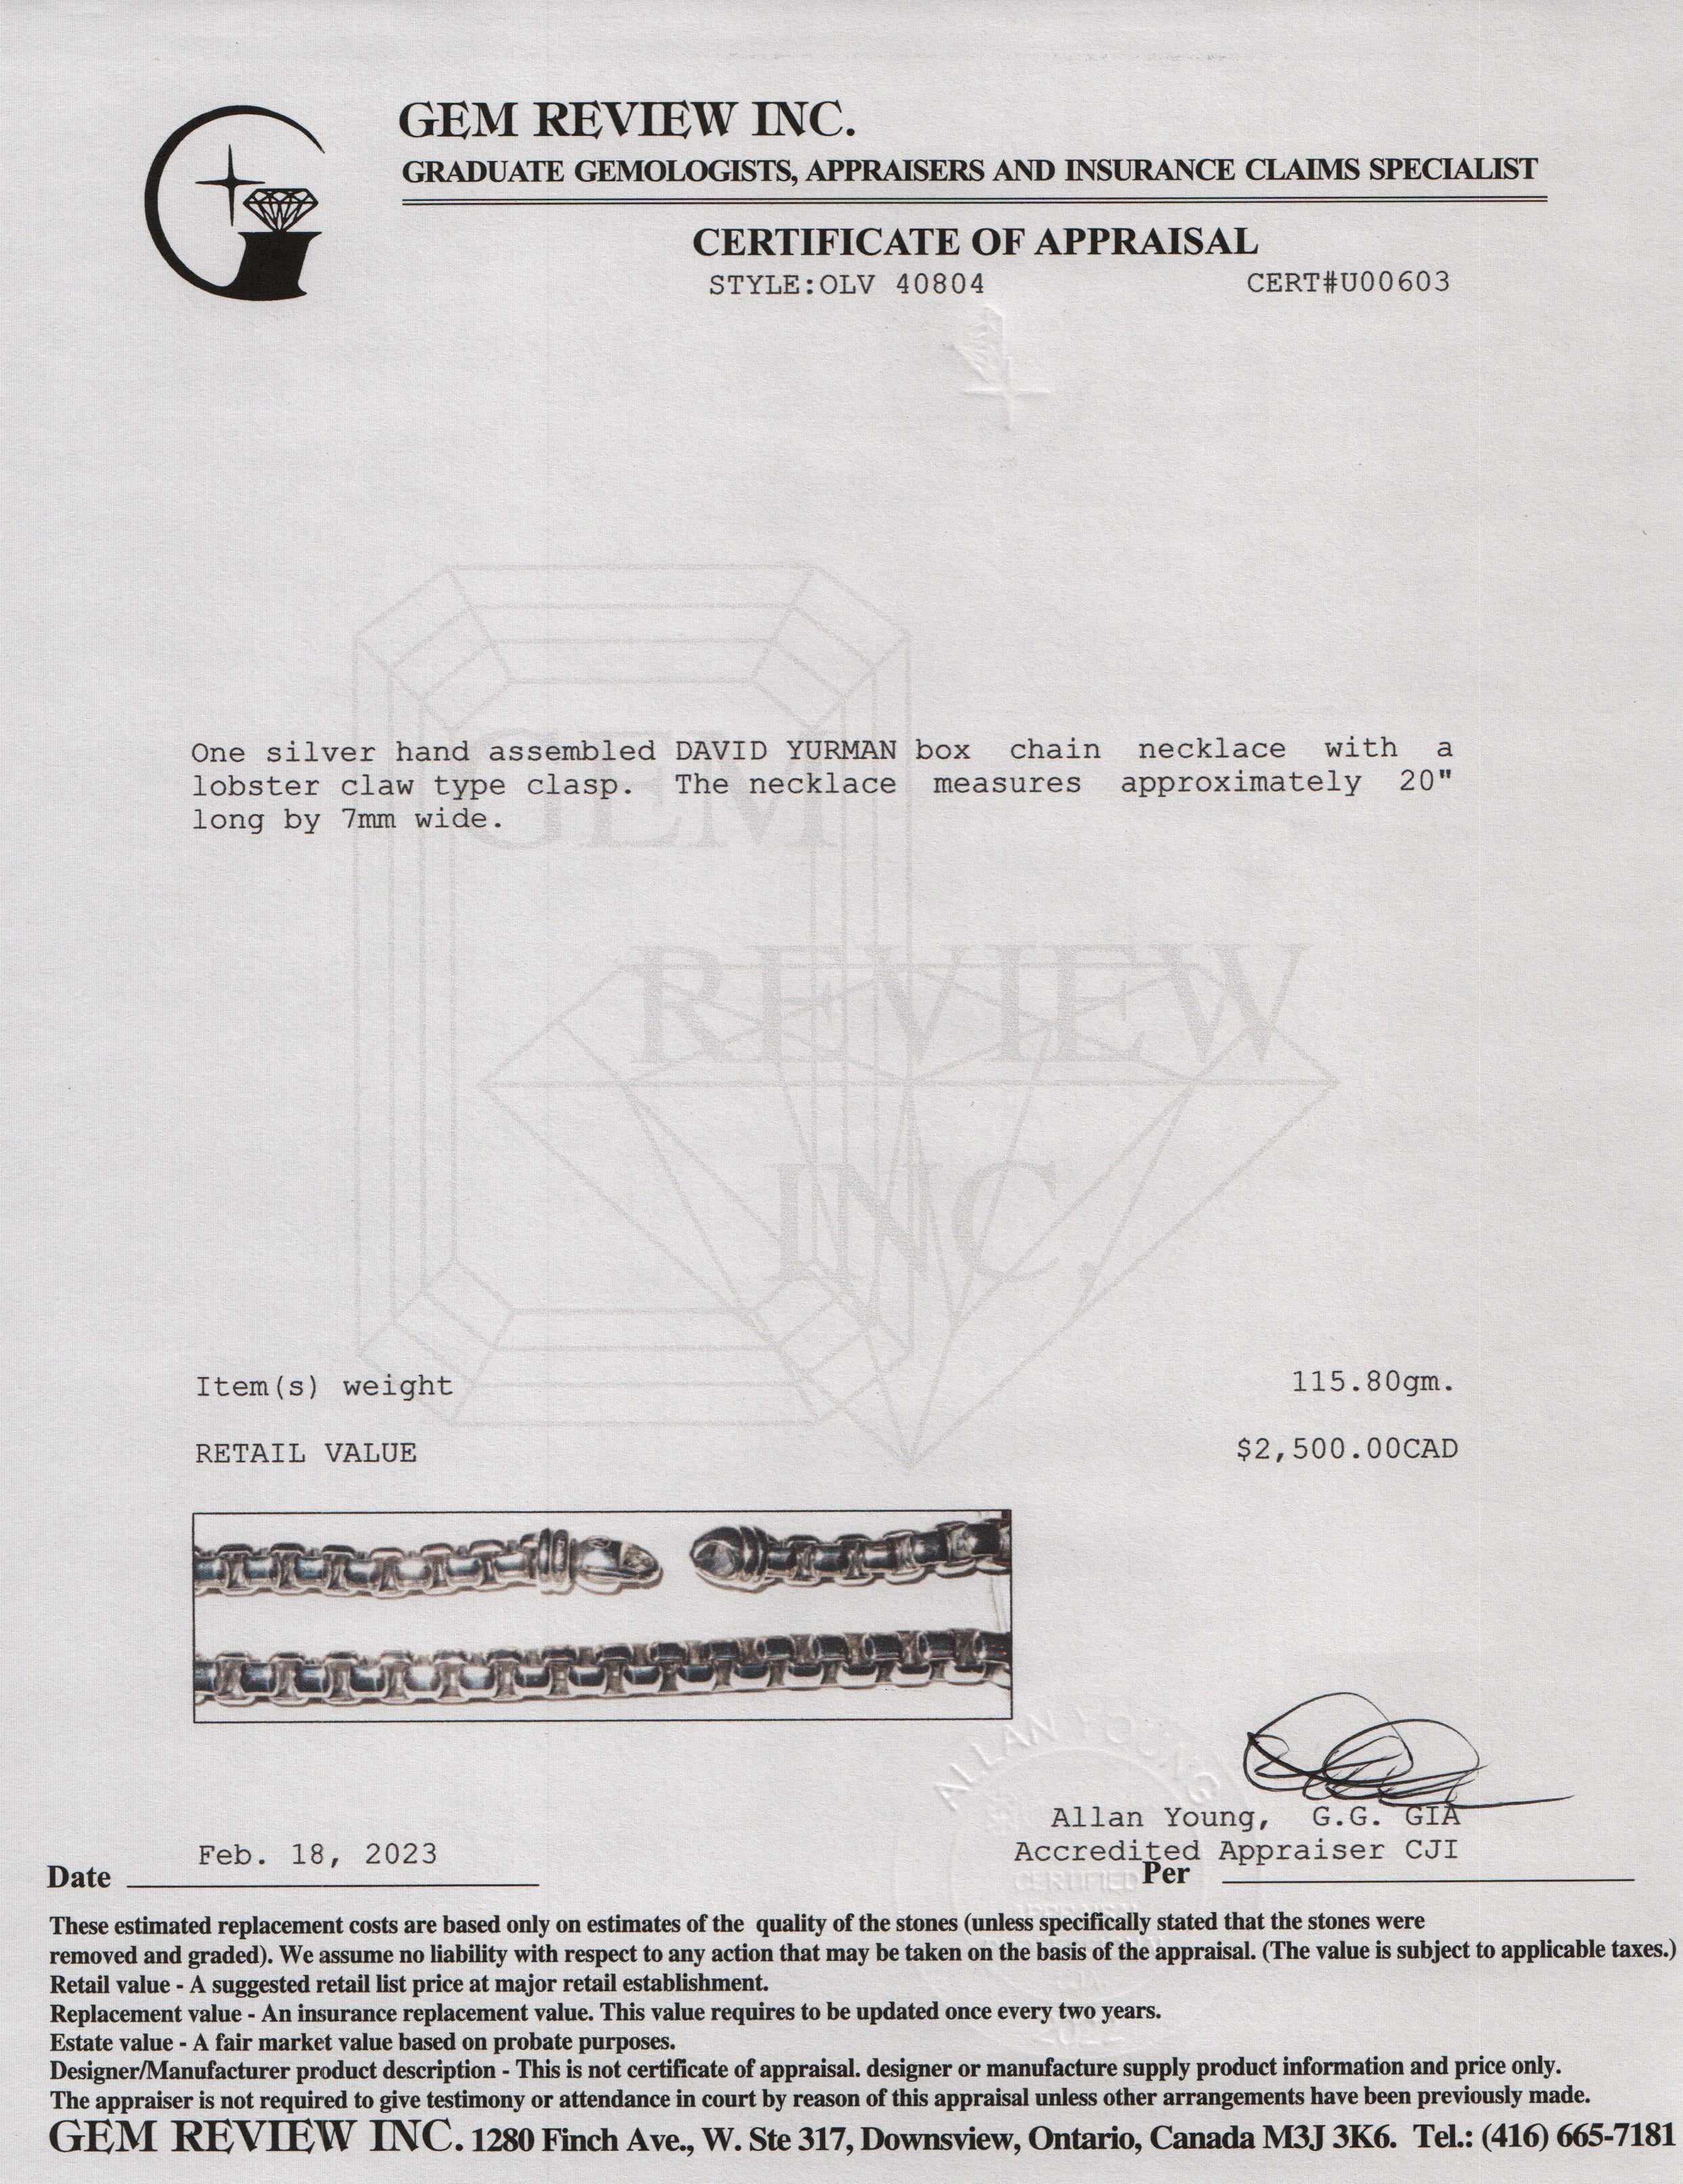 GEM REVIEW INC.
GRADUATE GEMOLOGISTS, APPRAISERS AND INSURANCE CLAIMS SPECIALIST
CERTIFICATE OF APPRAISAL
STYLE:OLV 40804 CERT#U00603
One silver hand assembled DAVID YURMAN box chain necklace with a
lobster claw type clasp. The necklace measures approximately 20"
long by 7mm wide.
GEM
REVIEW
INC.
Item(s) weight 115.80gm.
RETAIL VALUE $2,500.00CAD
ALLAN YOUNG
CERTIFIED
Allan Young, G.G. GIA
Accredited Appraiser CJI
Date Feb. 18, 2023 Per
These estimated replacement costs are based only on estimates of the quality of the stones (unless specifically stated that the stones were
removed and graded). We assume no liability with respect to any action that may be taken on the basis of the appraisal. (The value is subject to applicable taxes.)
Retail value - A suggested retail list price at major retail establishment.
Replacement value - An insurance replacement value. This value requires to be updated once every two years.
Estate value - A fair market value based on probate purposes.
Designer/Manufacturer product description - This is not certificate of appraisal. designer or manufacture supply product information and price only.
The appraiser is not required to give testimony or attendance in court by reason of this appraisal unless other arrangements have been previously made.
GEM REVIEW INC. 1280 Finch Ave., W. Ste 317, Downsview, Ontario, Canada M3J 3K6. Tel.: (416) 665-7181